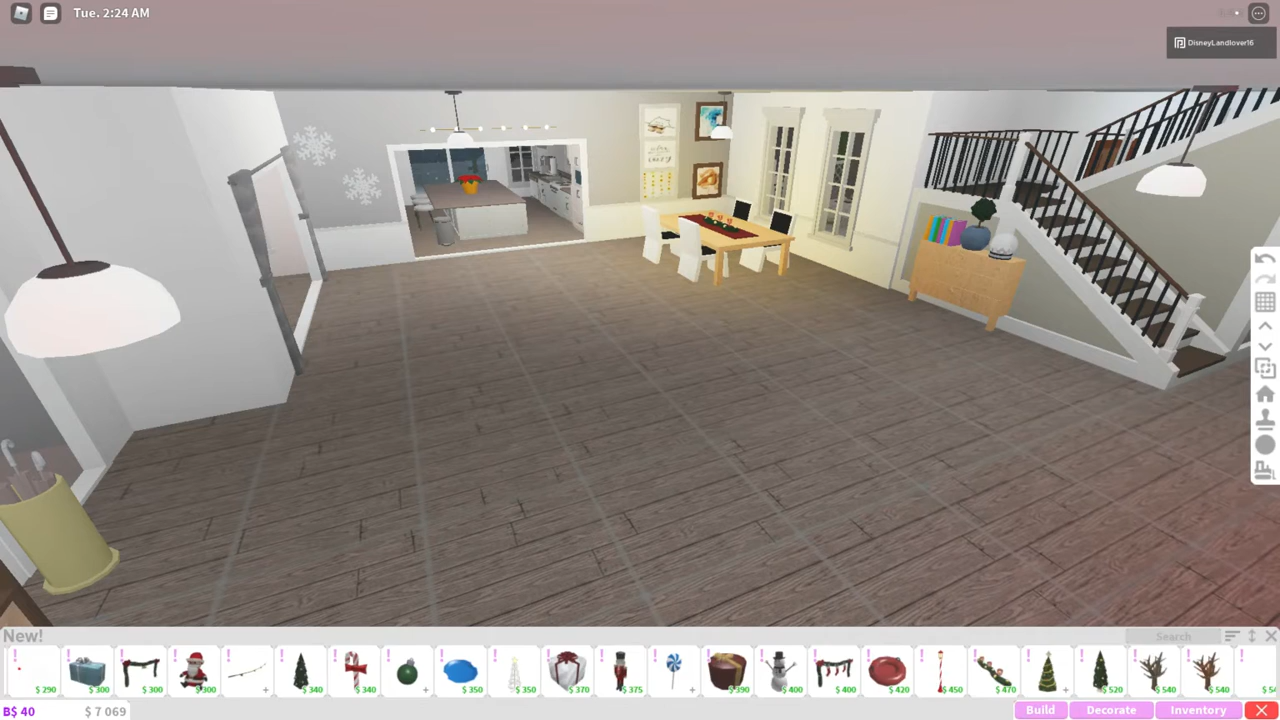 Tue. 2:24 AM
DisneyLandlover16
New!
Search
$ 290
$ 300
$ 300
$ 300
$ 340
$ 340
$ 350
$ 350
$ 370
$ 375
$ 390
$ 400
$ 400
$ 420
$ 450
$ 470
$ 520
$ 540
$ 540
B$ 40
$ 7 069
Build
Decorate
Inventory